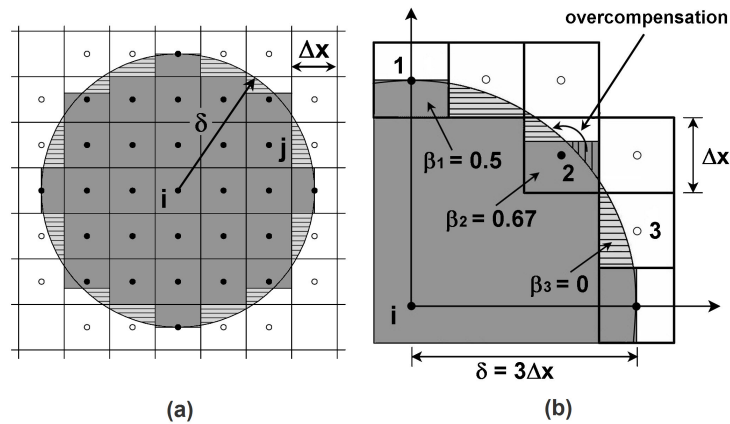 Δx
δ
j
i
(a)
overcompensation
1
β1 = 0.5
2
Δx
β2 = 0.67
3
β3 = 0
i
δ = 3Δx
(b)